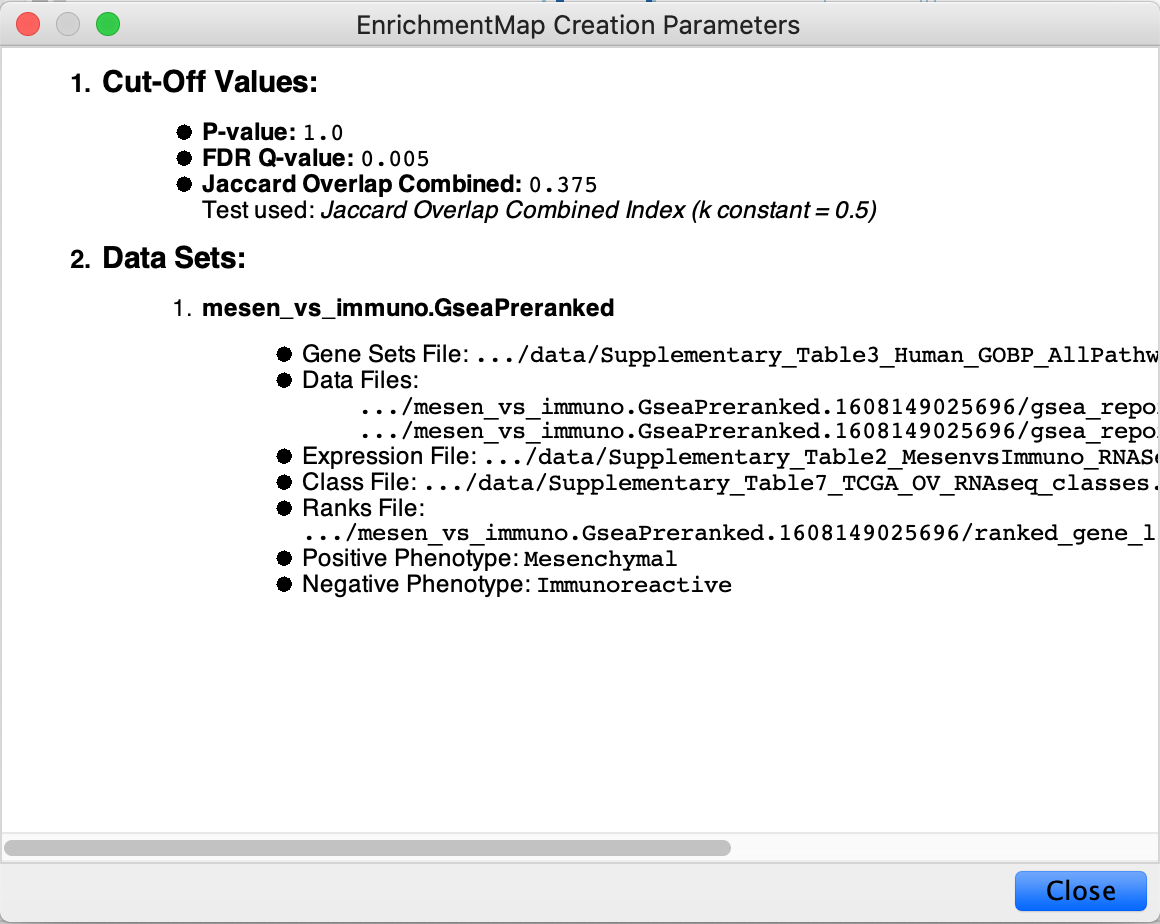 EnrichmentMap Creation Parameters
1. Cut-Off Values:
P-value: 1.0
FDR Q-value: 0.005
Jaccard Overlap Combined: 0.375
Test used: Jaccard Overlap Combined Index (k constant = 0.5)
2. Data Sets:
1. mesen_vs_immuno.GseaPreranked
Gene Sets File: .../data/Supplementary_Table3_Human_GOBP_AllPathw
Data Files:
.../mesen_vs_immuno.GseaPreranked.1608149025696/gsea_repo
.../mesen_vs_immuno.GseaPreranked.1608149025696/gsea_repo
Expression File: .../data/Supplementary_Table2_MesenvsImmuno_RNASe
Class File: .../data/Supplementary_Table7_TCGA_OV_RNAseq_classes.
Ranks File:
.../mesen_vs_immuno.GseaPreranked.1608149025696/ranked_gene_l
Positive Phenotype: Mesenchymal
Negative Phenotype: Immunoreactive
Close